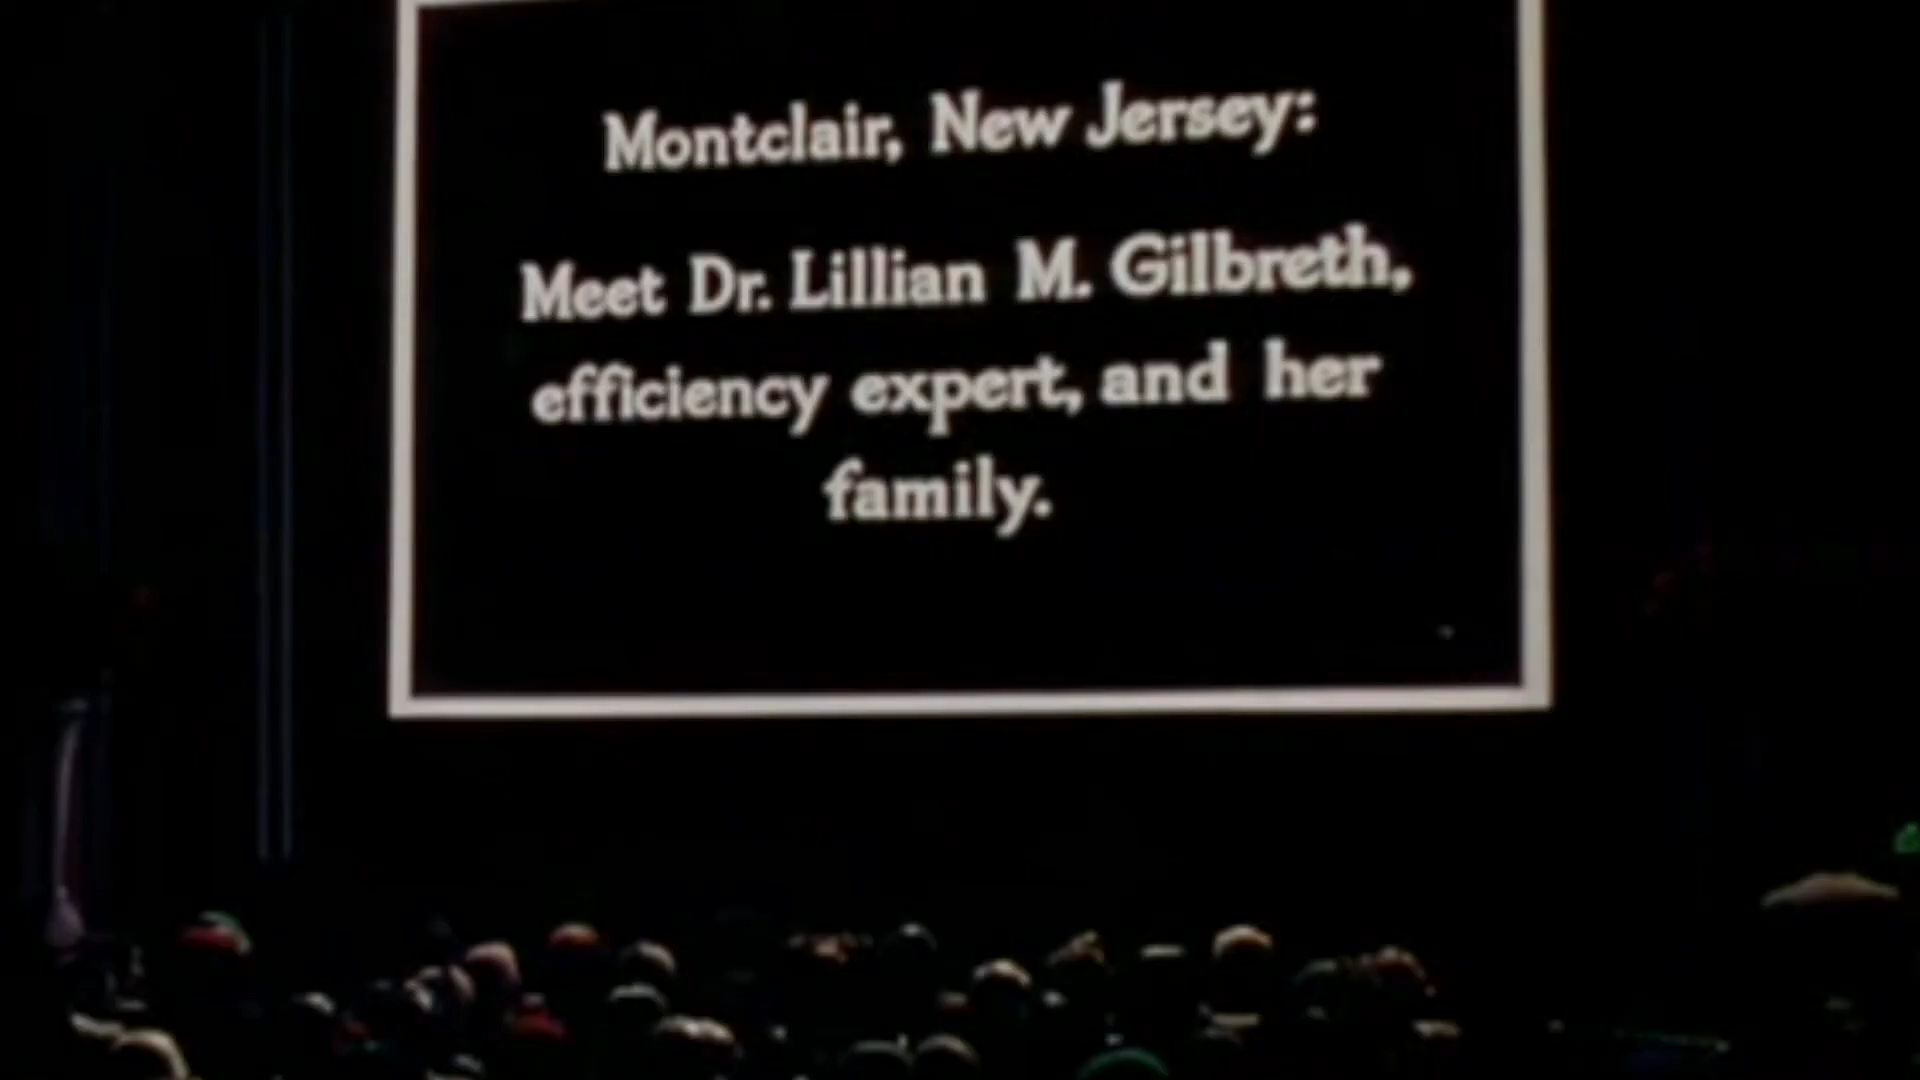 Montclair, New Jersey:
Meet Dr. Lillian M. Gilbreth,
efficiency expert, and her
family.